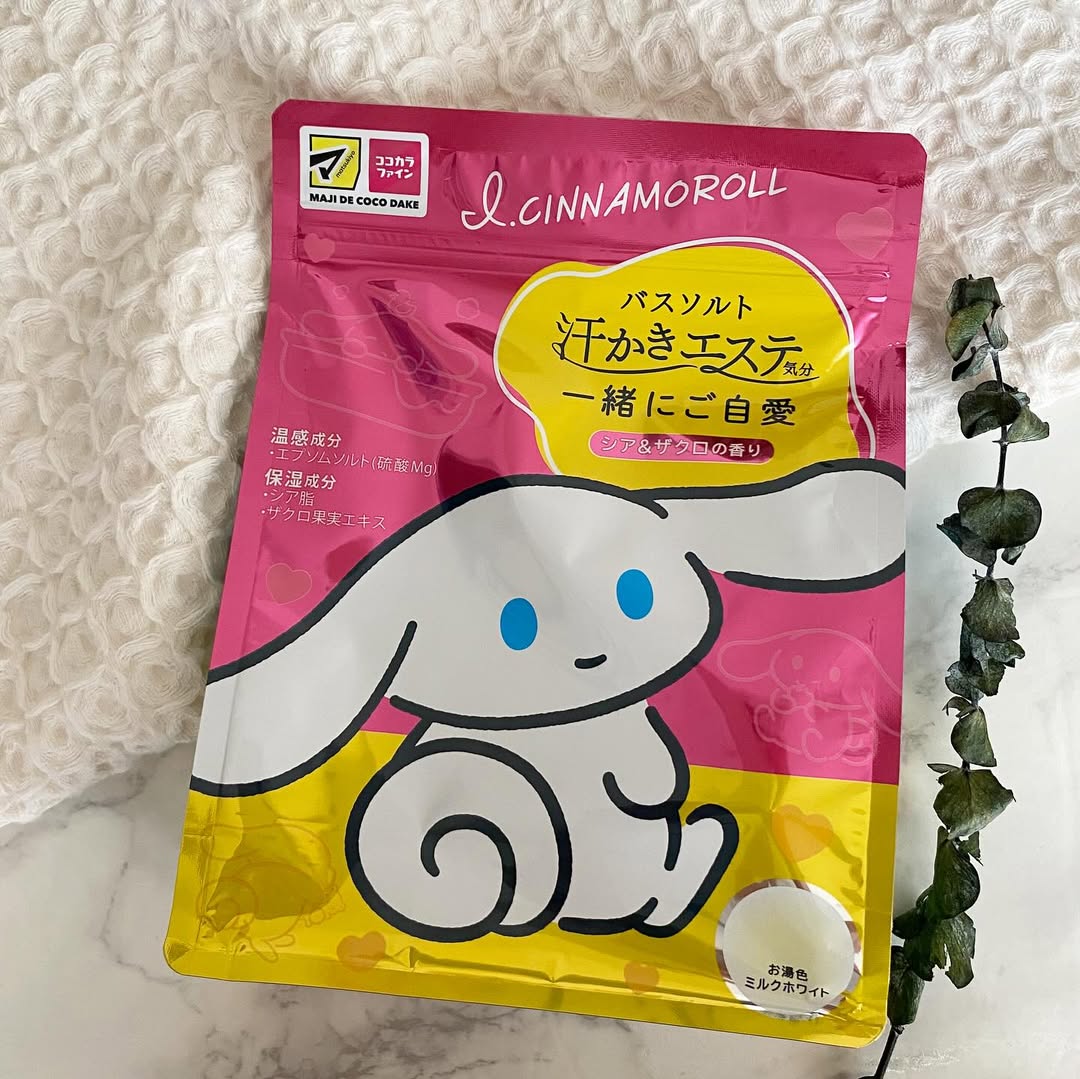 matsukiyo
ココカラ
ファイン
MAJI DE COCO DAKE
I.CINNAMOROLL
バスソルト
汗かきエステ気分
一緒にご自愛
シア&ザクロの香り
温感成分
・エプソムソルト(硫酸Mg)
保湿成分
・シア脂
・ザクロ果実エキス
お湯色
ミルクホワイト